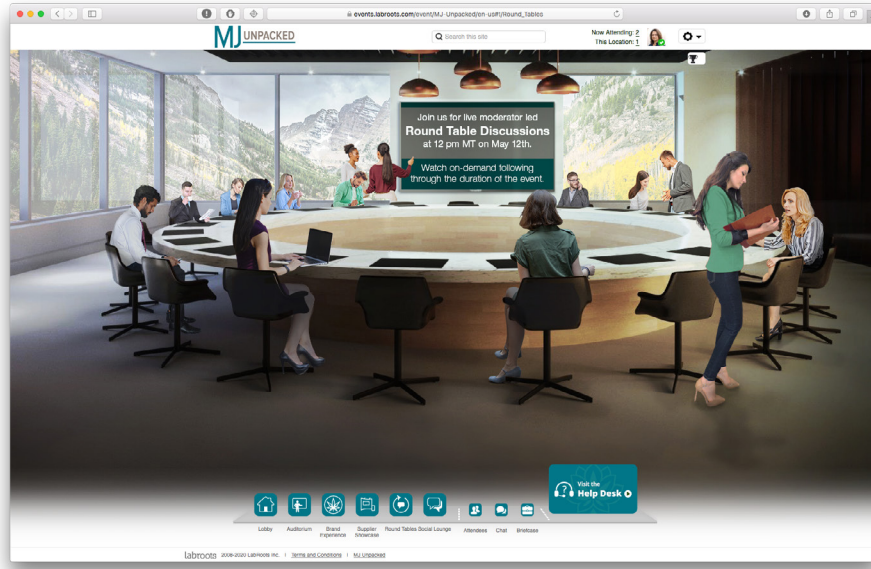 events.labroots.com/event/MJ-Unpacked/en-us#!/Round_Tables
MJ UNPACKED
Search this site
Now Attending: 2
This Location: 1
Join us for live moderator led
Round Table Discussions
at 12 pm MT on May 12th.
Watch on-demand following
through the duration of the event.
Visit the
Help Desk
Lobby
Auditorium
Brand
Experience
Supplier
Showcase
Round Tables
Social Lounge
Attendees
Chat
Briefcase
labroots 2008-2020 LabRoots Inc. | Terms and Conditions | MJ Unpacked